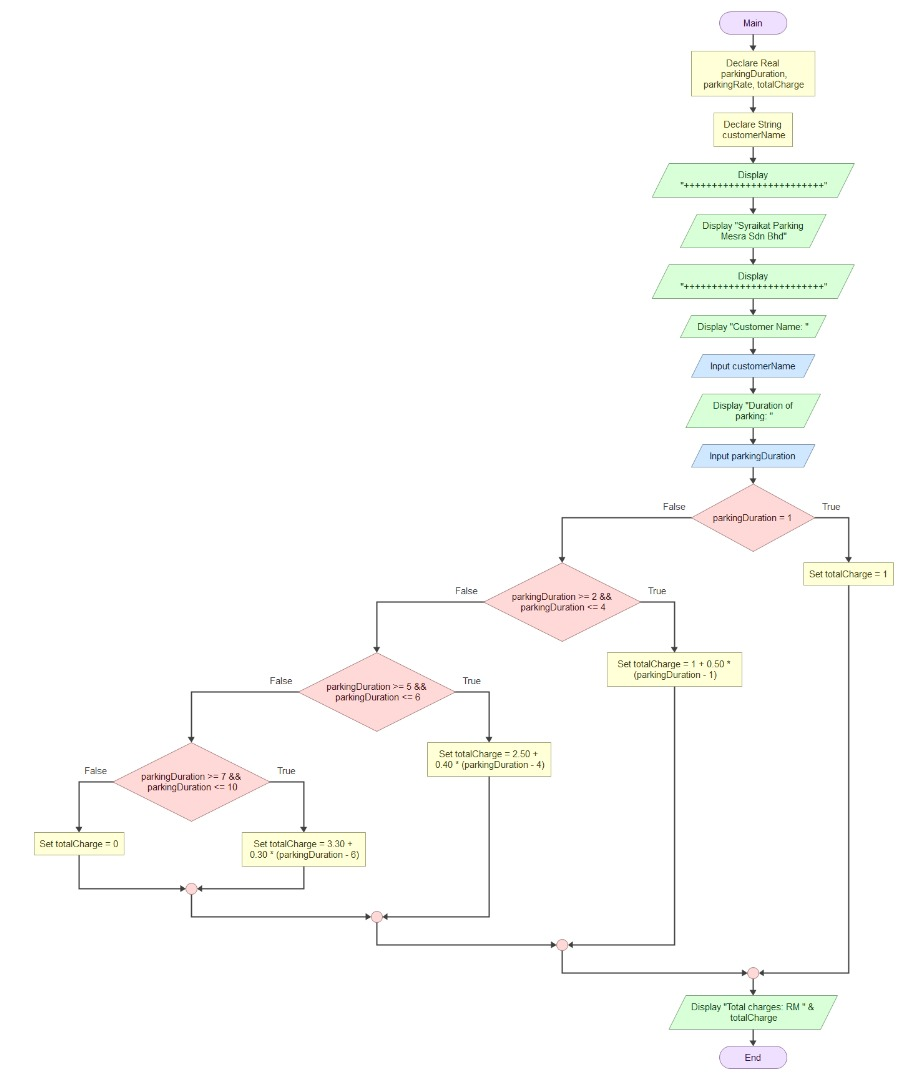 Main
Declare Real
parkingDuration,
parkingRate, totalCharge
Declare String
customerName
Display
"+++++++++++++++++++++++++"
Display "Syraikat Parking
Mesra Sdn Bhd"
Display
"+++++++++++++++++++++++++"
Display "Customer Name: "
Input customerName
Display "Duration of
parking: "
Input parkingDuration
False
parkingDuration = 1
True
Set totalCharge = 1
False
parkingDuration >= 2 &&
parkingDuration <= 4
True
Set totalCharge = 1 + 0.50 *
(parkingDuration - 1)
False
parkingDuration >= 5 &&
parkingDuration <= 6
True
Set totalCharge = 2.50 +
0.40 * (parkingDuration - 4)
False
parkingDuration >= 7 &&
parkingDuration <= 10
True
Set totalCharge = 0
Set totalCharge = 3.30 +
0.30 * (parkingDuration - 6)
Display "Total charges: RM " &
totalCharge
End